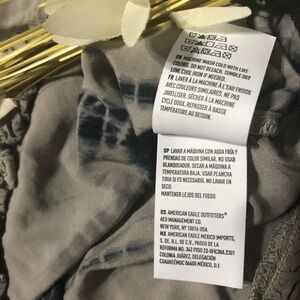 EN MACHINE WASH COLD WITH LIKE
COLORS. DO NOT BLEACH. TUMBLE DRY
LOW. COOL IRON IF NEEDED.
FR LAVER À LA MACHINE À L'EAU FROIDE
AVEC COULEURS SIMILAIRES. NE PAS
JAVELLISER. SÉCHER À LA MACHINE
CYCLE DOUX. REPASSER À BASSE
TEMPÉRATURE AU BESOIN.
SP LAVAR A MÁQUINA CON AGUA FRÍA Y
PRENDAS DE COLOR SIMILAR. NO USAR
BLANQUEADOR. SECAR A MÁQUINA A
TEMPERATURA BAJA. USAR PLANCHA
TIBIA SI ES NECESARIO. NO LAVAR EN SECO.
MANTENER LEJOS DEL FUEGO
US AMERICAN EAGLE OUTFITTERS®
AEO MANAGEMENT CO.
NEW YORK, NY 10016 USA
MX AMERICAN EAGLE MEXICO IMPORTS,
S. DE. R.L. DE C.V. PASEO DE LA
REFORMA NO. 342 PISO 23-OFICINA 2301
COLONIA JUÁREZ, DELEGACIÓN
CUAUHTÉMOC 06600 MÉXICO, D.F.